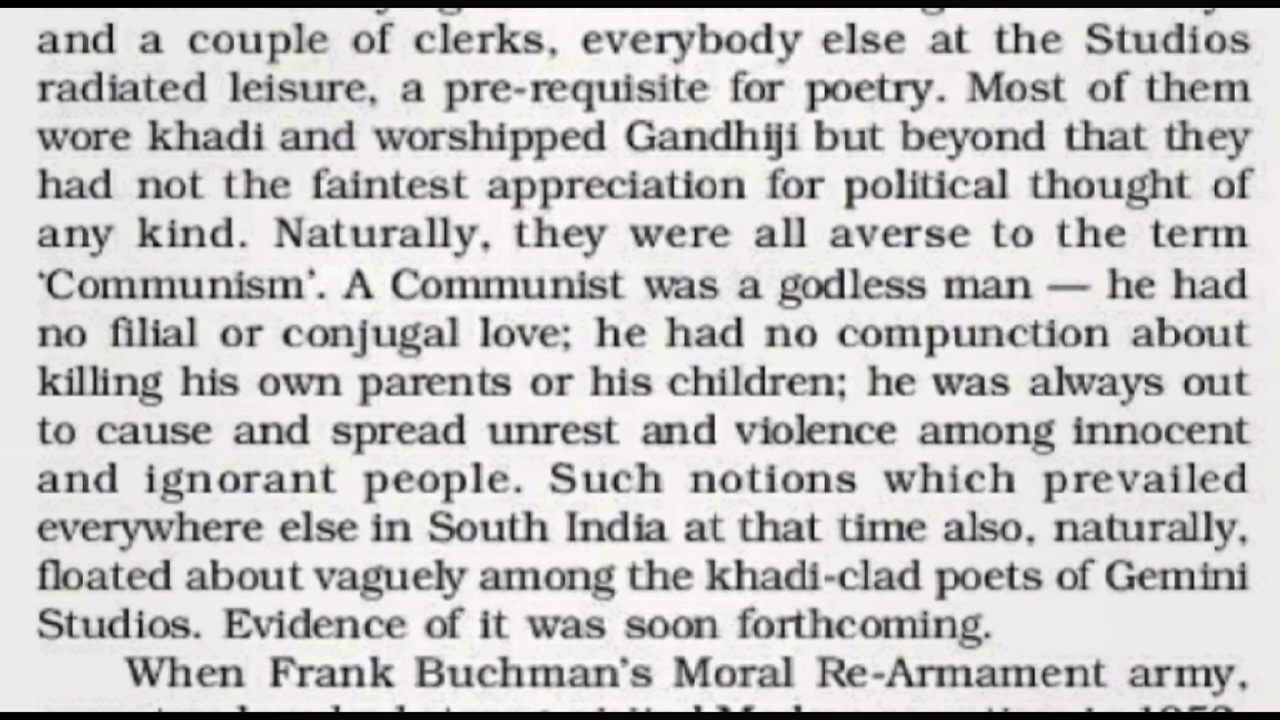 and a couple of clerks, everybody else at the Studios
radiated leisure, a pre-requisite for poetry. Most of them
wore khadi and worshipped Gandhiji but beyond that they
had not the faintest appreciation for political thought of
any kind. Naturally, they were all averse to the term
‘Communism’. A Communist was a godless man — he had
no filial or conjugal love; he had no compunction about
killing his own parents or his children; he was always out
to cause and spread unrest and violence among innocent
and ignorant people. Such notions which prevailed
everywhere else in South India at that time also, naturally,
floated about vaguely among the khadi-clad poets of Gemini
Studios. Evidence of it was soon forthcoming.
When Frank Buchman’s Moral Re-Armament army,